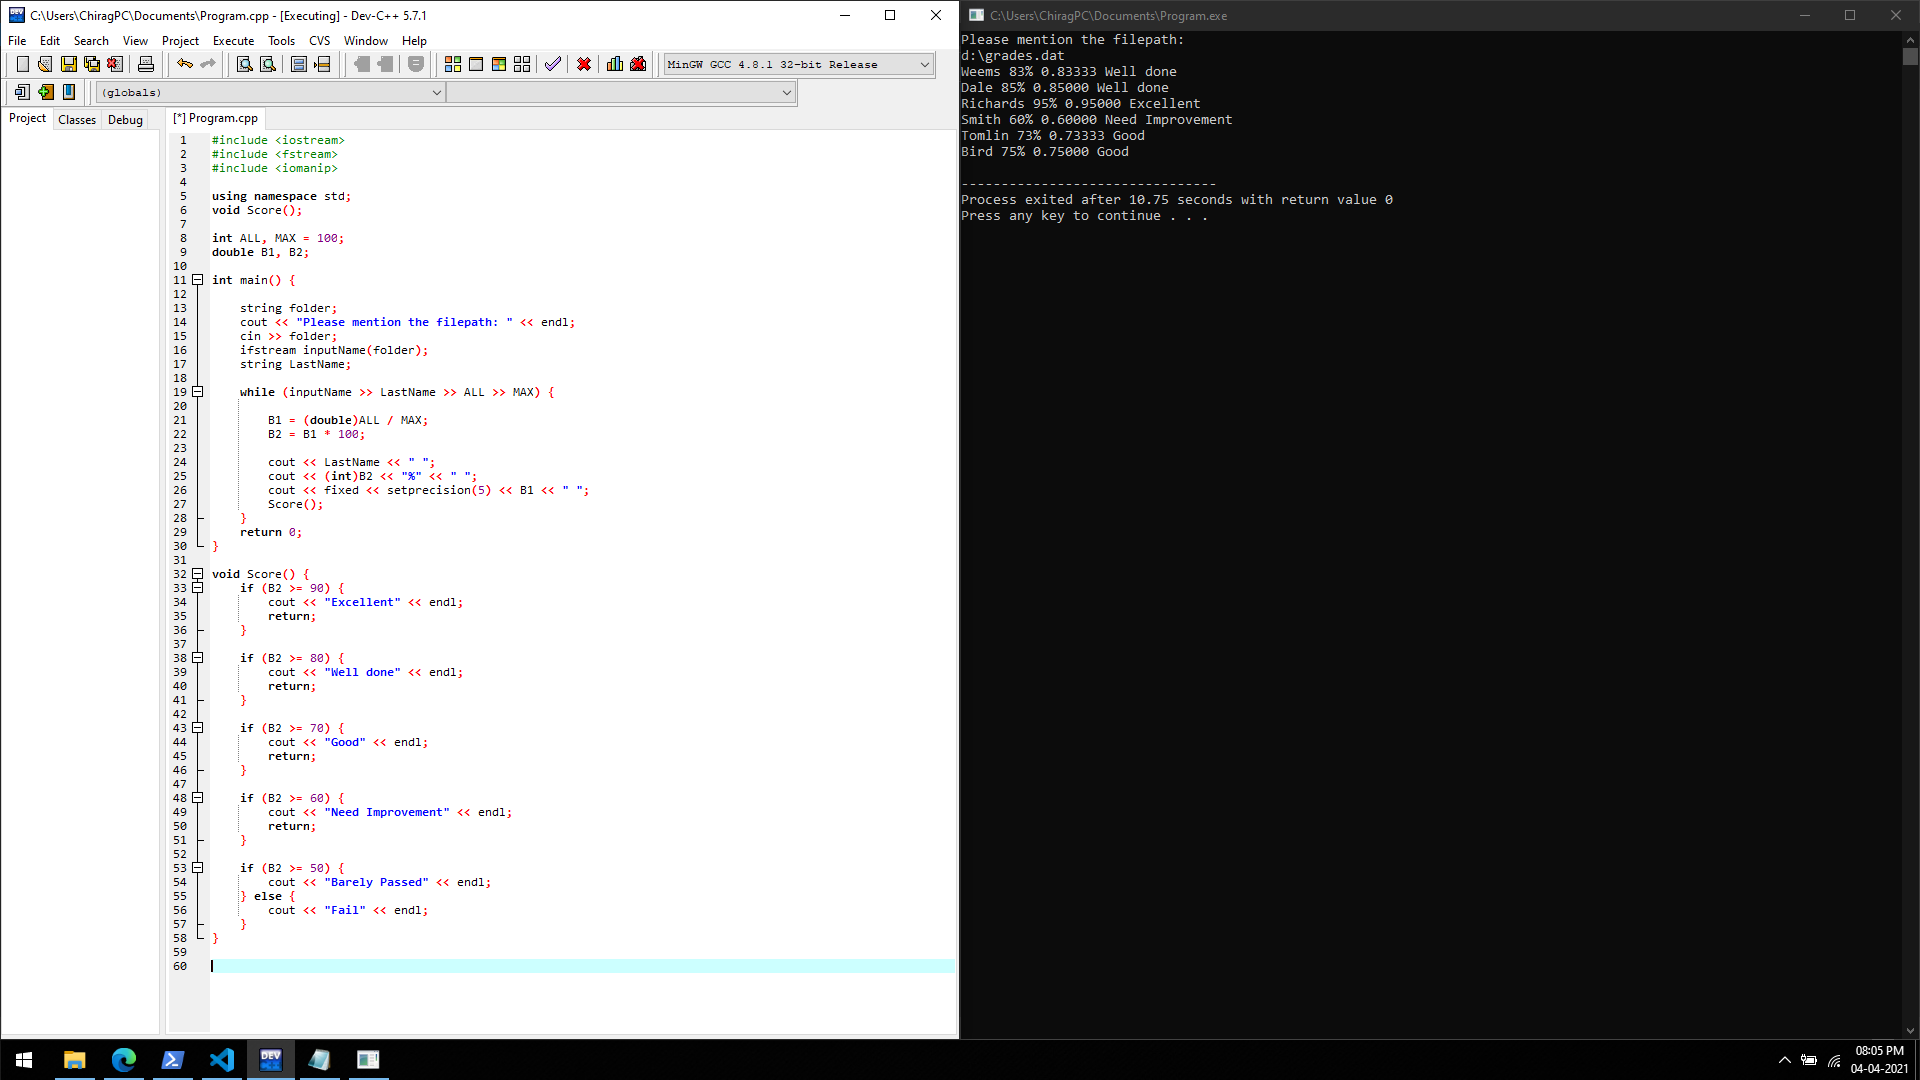 C:\Users\ChiragPC\Documents\Program.cpp - [Executing] - Dev-C++ 5.7.1
File Edit Search View Project Execute Tools CVS Window Help
MinGW GCC 4.8.1 32-bit Release
(globals)
Project Classes Debug
[*] Program.cpp
1 #include <iostream>
2 #include <fstream>
3 #include <iomanip>
4
5 using namespace std;
6 void Score();
7
8 int ALL, MAX = 100;
9 double B1, B2;
10
11 int main() {
12
13 string folder;
14 cout << "Please mention the filepath: " << endl;
15 cin >> folder;
16 ifstream inputName(folder);
17 string LastName;
18
19 while (inputName >> LastName >> ALL >> MAX) {
20
21 B1 = (double)ALL / MAX;
22 B2 = B1 * 100;
23
24 cout << LastName << " ";
25 cout << (int)B2 << "%" << " ";
26 cout << fixed << setprecision(5) << B1 << " ";
27 Score();
28 }
29 return 0;
30 }
31
32 void Score() {
33 if (B2 >= 90) {
34 cout << "Excellent" << endl;
35 return;
36 }
37
38 if (B2 >= 80) {
39 cout << "Well done" << endl;
40 return;
41 }
42
43 if (B2 >= 70) {
44 cout << "Good" << endl;
45 return;
46 }
47
48 if (B2 >= 60) {
49 cout << "Need Improvement" << endl;
50 return;
51 }
52
53 if (B2 >= 50) {
54 cout << "Barely Passed" << endl;
55 } else {
56 cout << "Fail" << endl;
57 }
58 }
59
60
C:\Users\ChiragPC\Documents\Program.exe
Please mention the filepath:
d:\grades.dat
Weems 83% 0.83333 Well done
Dale 85% 0.85000 Well done
Richards 95% 0.95000 Excellent
Smith 60% 0.60000 Need Improvement
Tomlin 73% 0.73333 Good
Bird 75% 0.75000 Good
--------------------------------
Process exited after 10.75 seconds with return value 0
Press any key to continue . . .
DEV
08:05 PM
04-04-2021